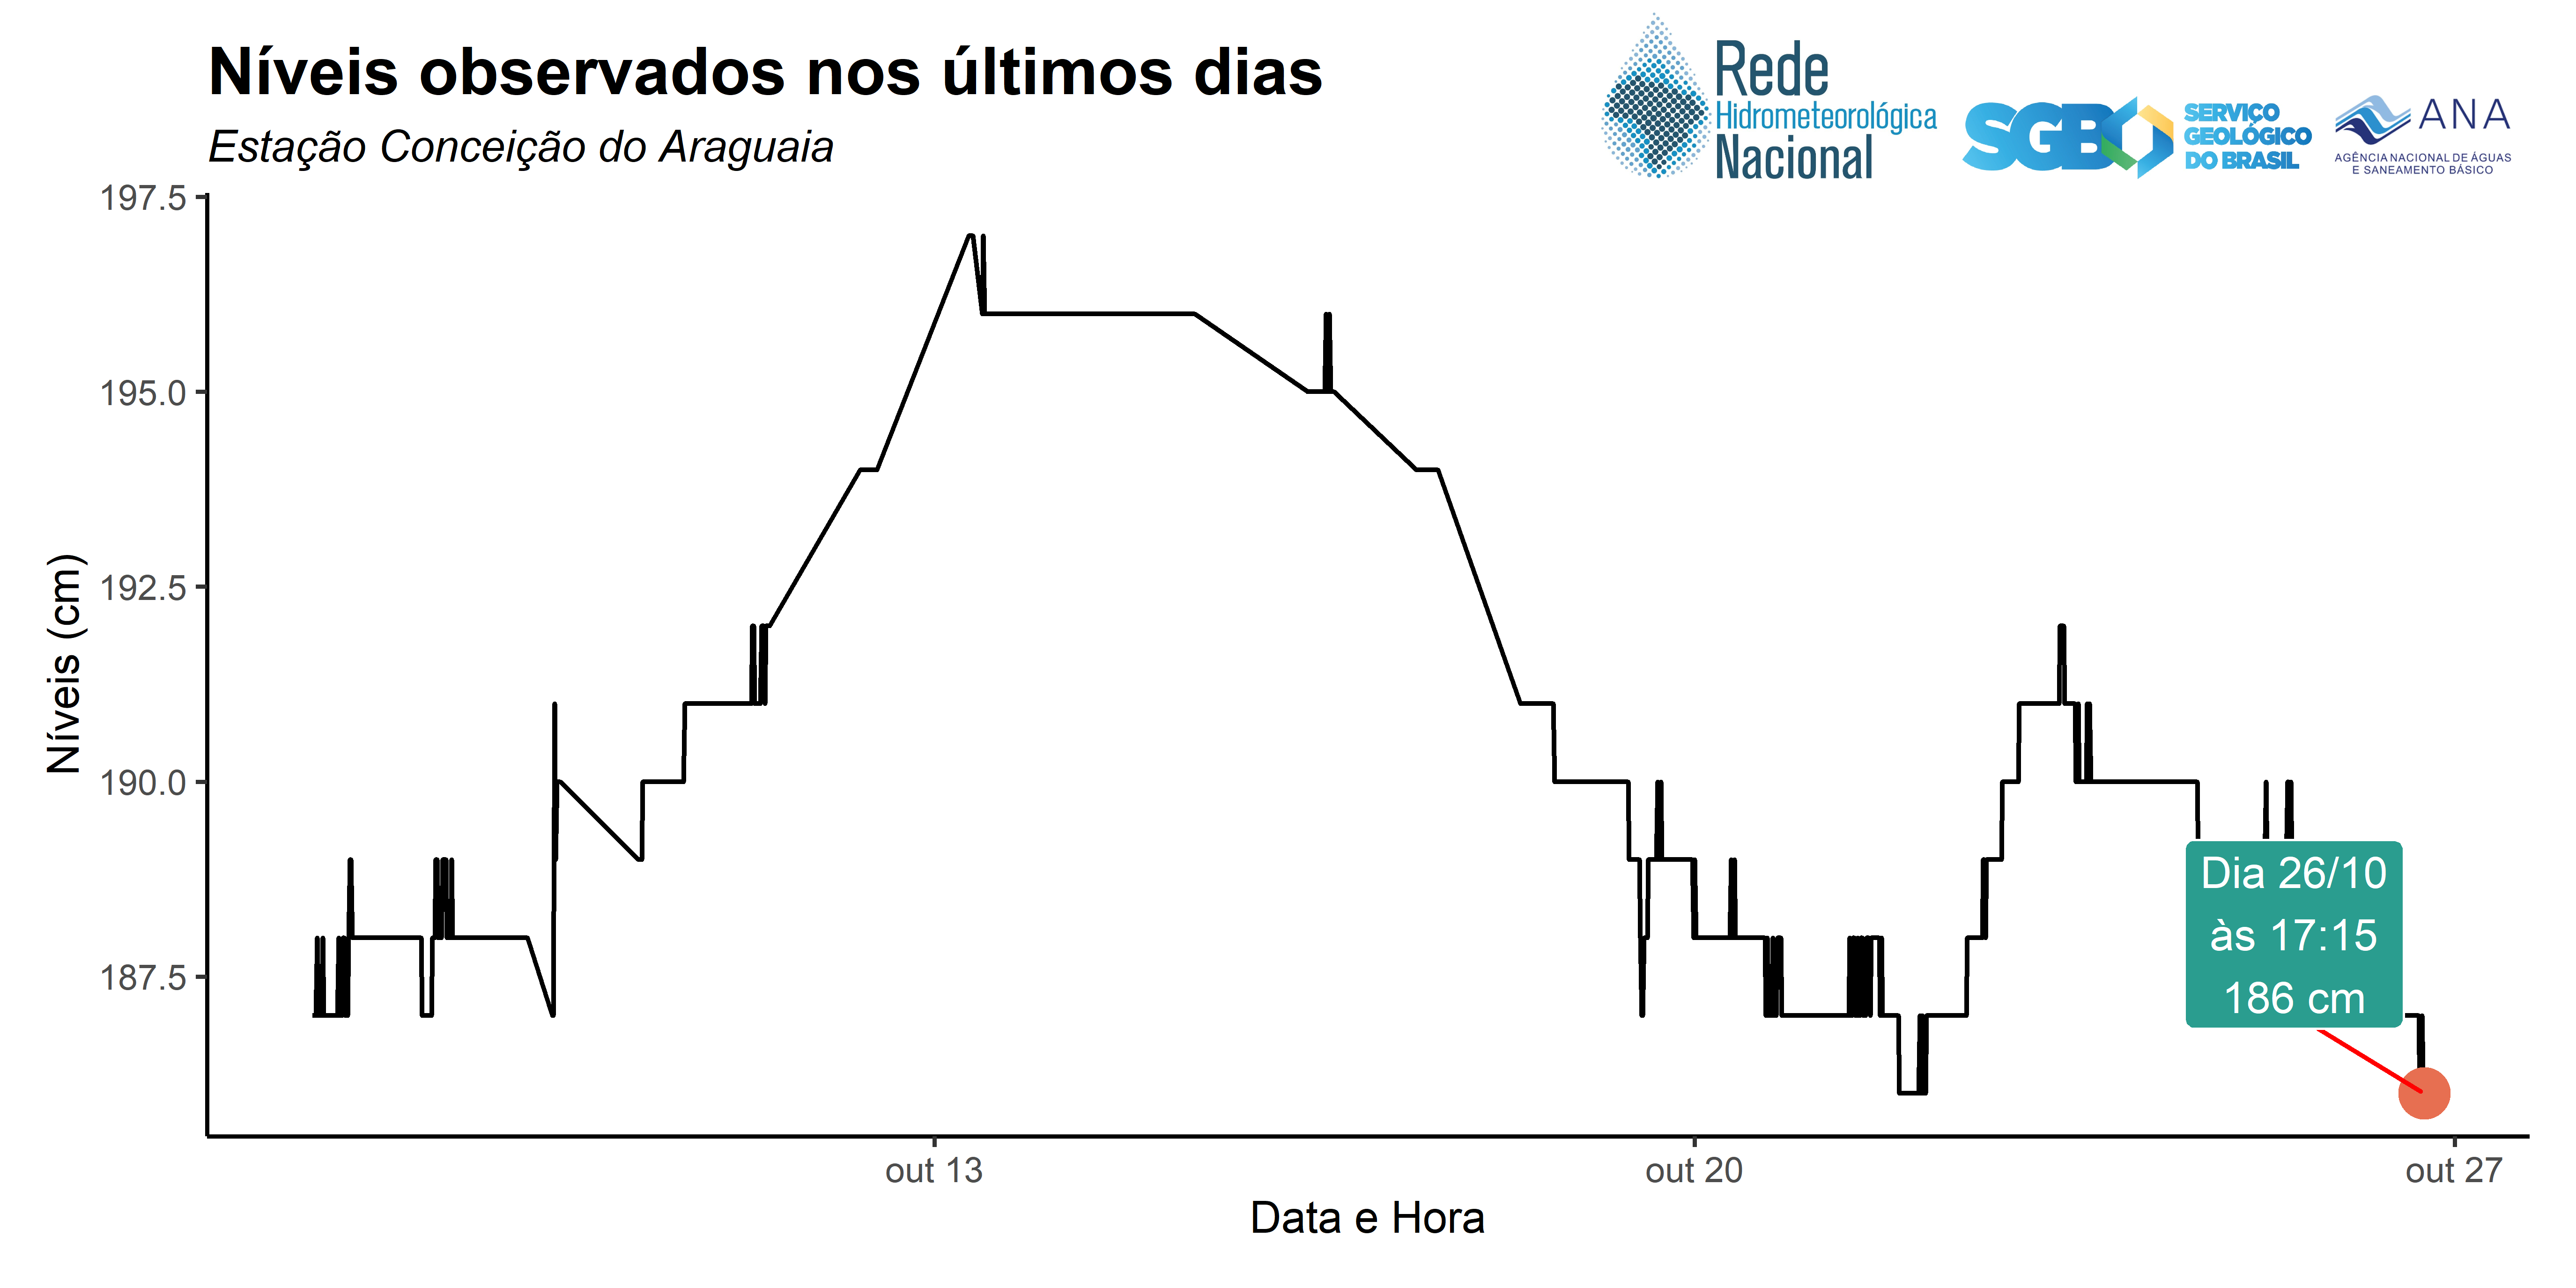 Níveis observados nos últimos dias
Estação Conceição do Araguaia
Rede
Hidrometeorológica
Nacional
SGB
SERVIÇO
GEOLÓGICO
DO BRASIL
ANA
AGÊNCIA NACIONAL DE ÁGUAS
E SANEAMENTO BÁSICO
Níveis (cm)
197.5
195.0
192.5
190.0
187.5
Dia 26/10
às 17:15
186 cm
out 13
out 20
out 27
Data e Hora